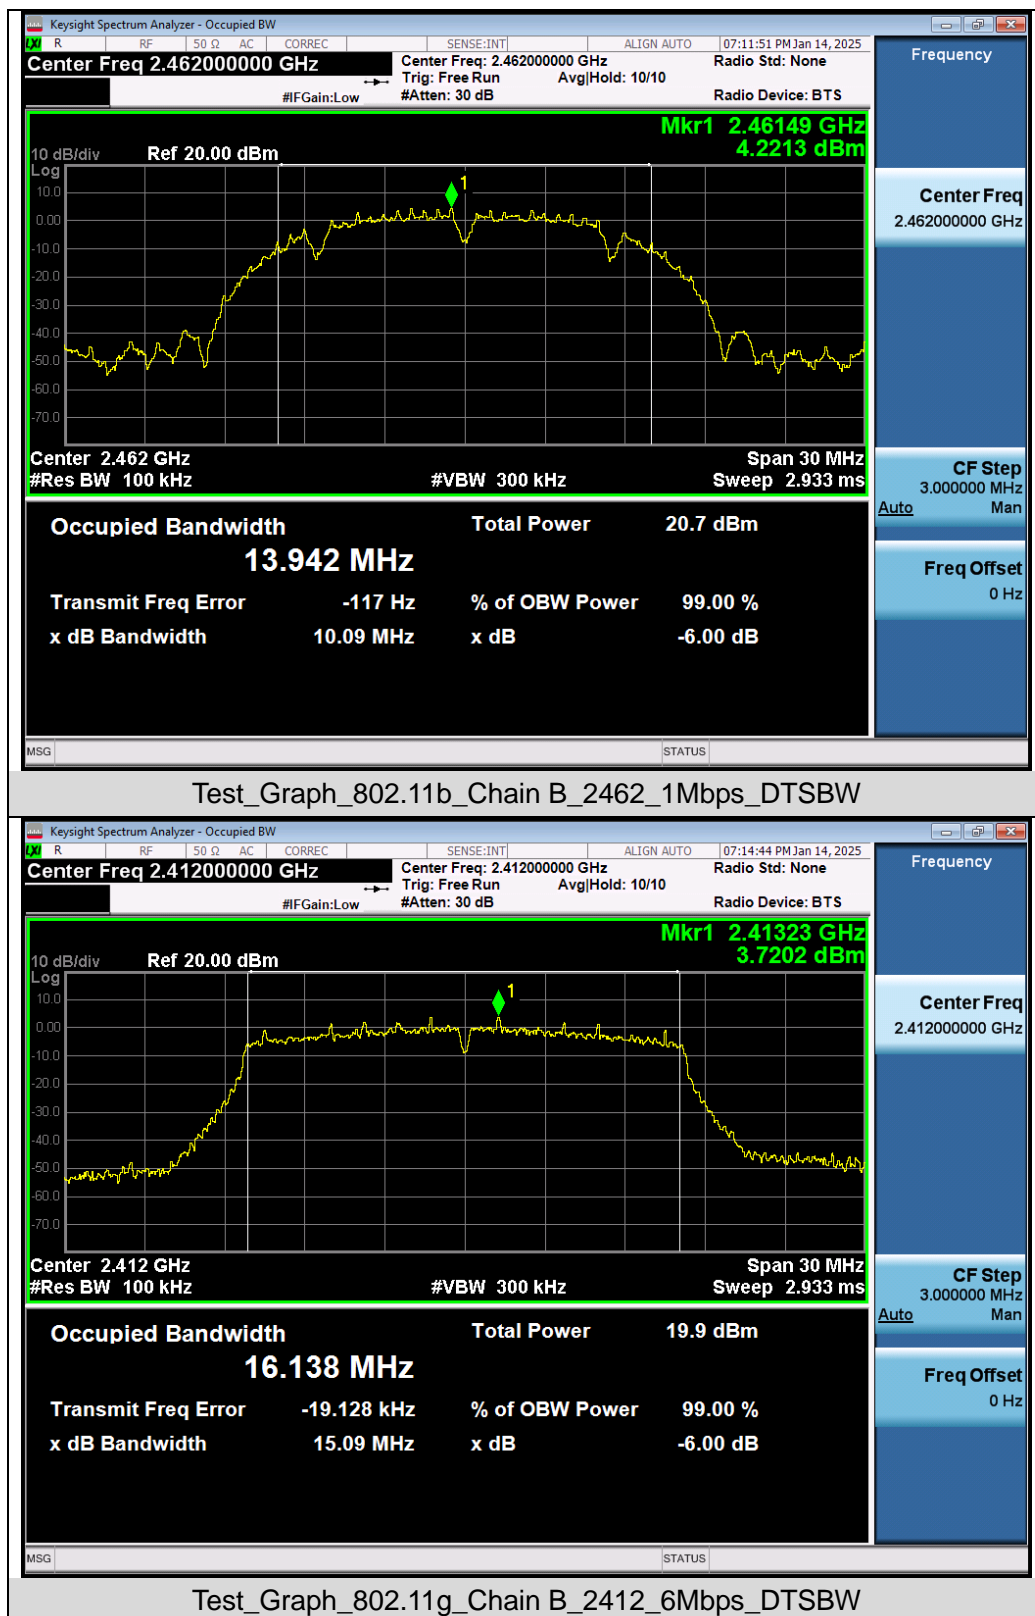 Keysight Spectrum Analyzer - Occupied BW
LXI R RF 50 Ω AC CORREC SENSE:INT ALIGN AUTO 07:11:51 PM Jan 14, 2025
Center Freq 2.462000000 GHz
Center Freq: 2.462000000 GHz Radio Std: None
Trig: Free Run Avg|Hold: 10/10
#IFGain:Low #Atten: 30 dB Radio Device: BTS
Frequency
Mkr1 2.46149 GHz
4.2213 dBm
10 dB/div Ref 20.00 dBm
Log
10.0
0.00
-10.0
-20.0
-30.0
-40.0
-50.0
-60.0
-70.0
1
Center 2.462 GHz Span 30 MHz
#Res BW 100 kHz #VBW 300 kHz Sweep 2.933 ms
Center Freq
2.462000000 GHz
CF Step
3.000000 MHz
Auto Man
Freq Offset
0 Hz
Occupied Bandwidth Total Power 20.7 dBm
13.942 MHz
Transmit Freq Error -117 Hz % of OBW Power 99.00 %
x dB Bandwidth 10.09 MHz x dB -6.00 dB
MSG STATUS
Test_Graph_802.11b_Chain B_2462_1Mbps_DTSBW
Keysight Spectrum Analyzer - Occupied BW
LXI R RF 50 Ω AC CORREC SENSE:INT ALIGN AUTO 07:14:44 PM Jan 14, 2025
Center Freq 2.412000000 GHz
Center Freq: 2.412000000 GHz Radio Std: None
Trig: Free Run Avg|Hold: 10/10
#IFGain:Low #Atten: 30 dB Radio Device: BTS
Frequency
Mkr1 2.41323 GHz
3.7202 dBm
10 dB/div Ref 20.00 dBm
Log
10.0
0.00
-10.0
-20.0
-30.0
-40.0
-50.0
-60.0
-70.0
1
Center 2.412 GHz Span 30 MHz
#Res BW 100 kHz #VBW 300 kHz Sweep 2.933 ms
Center Freq
2.412000000 GHz
CF Step
3.000000 MHz
Auto Man
Freq Offset
0 Hz
Occupied Bandwidth Total Power 19.9 dBm
16.138 MHz
Transmit Freq Error -19.128 kHz % of OBW Power 99.00 %
x dB Bandwidth 15.09 MHz x dB -6.00 dB
MSG STATUS
Test_Graph_802.11g_Chain B_2412_6Mbps_DTSBW